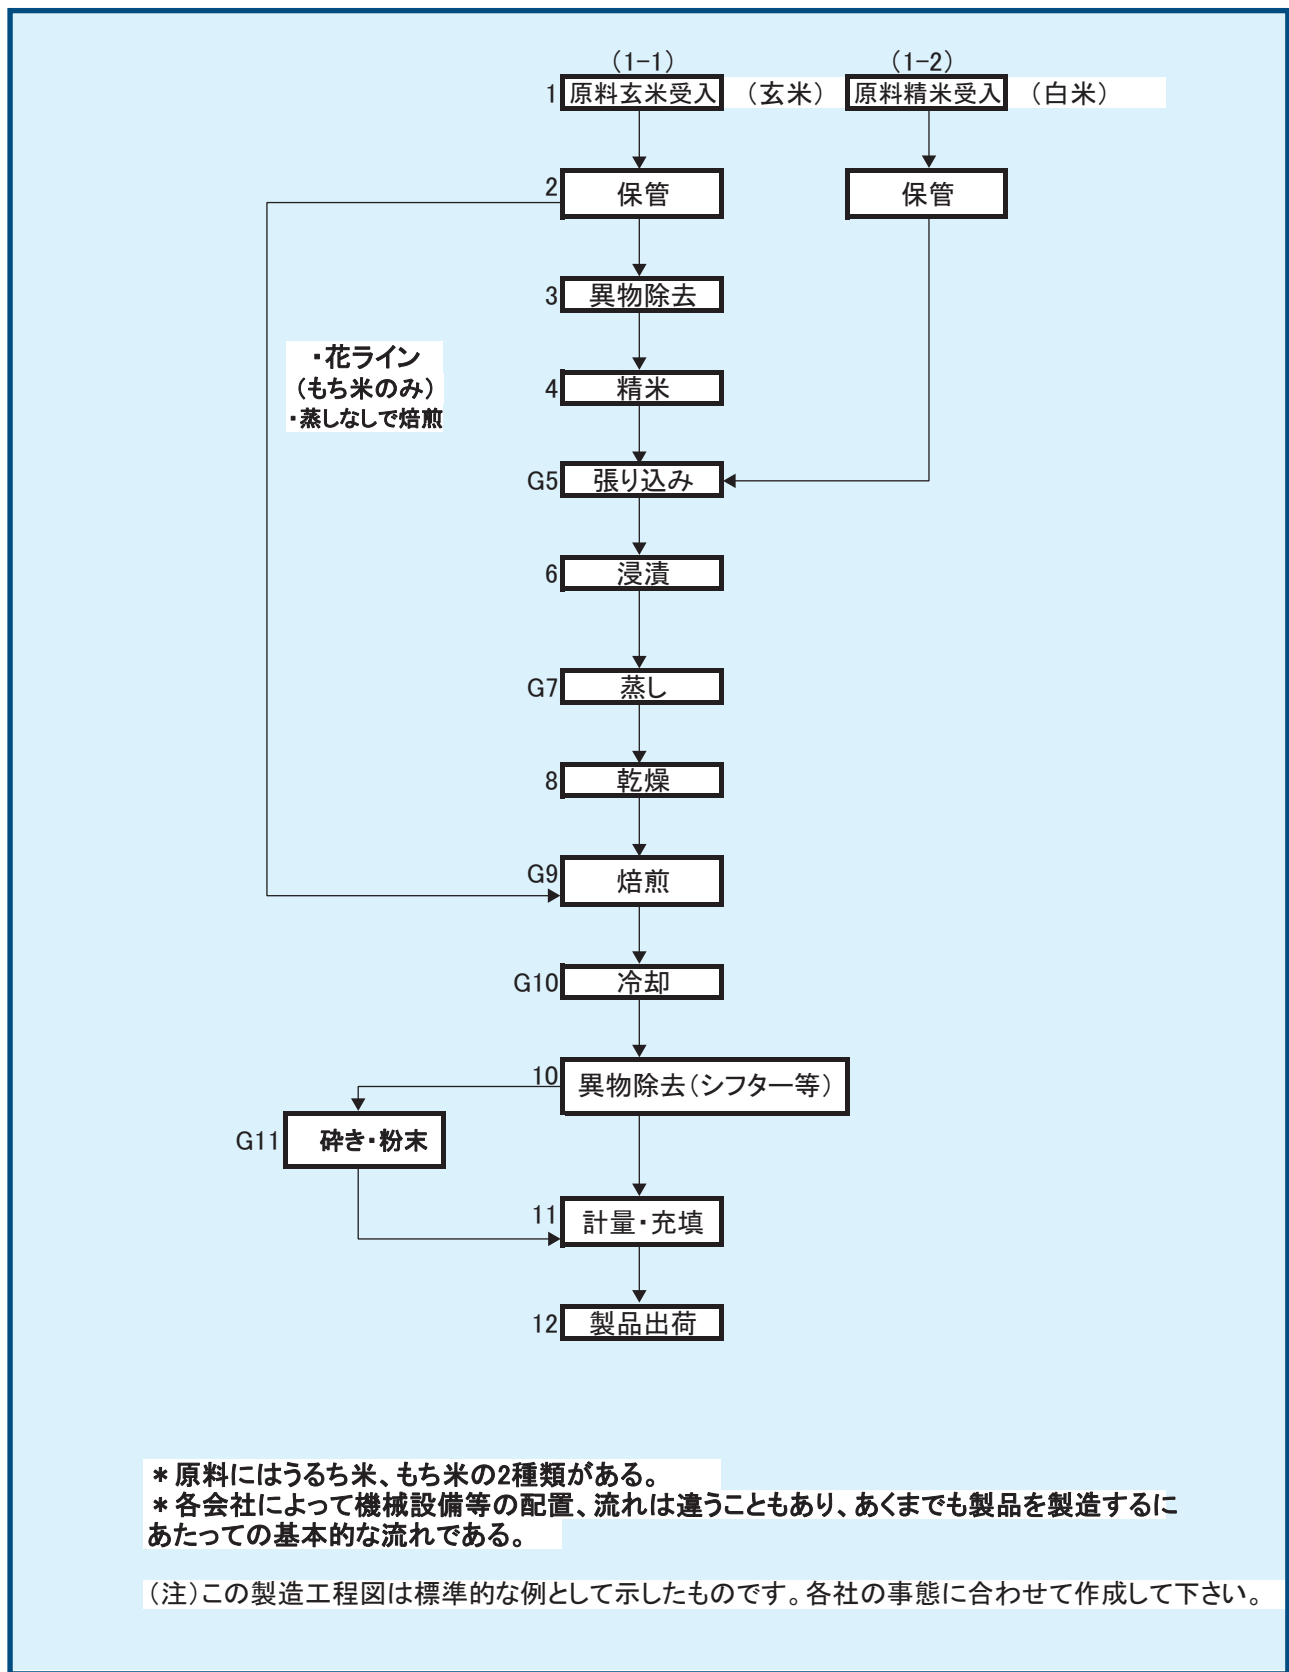 (1-1)
(1-2)
1 原料玄米受入 (玄米) 原料精米受入 (白米)
2 保管
保管
3 異物除去
・花ライン
(もち米のみ)
・蒸しなしで焙煎
4 精米
G5 張り込み
6 浸漬
G7 蒸し
8 乾燥
G9 焙煎
G10 冷却
10 異物除去(シフター等)
G11 砕き・粉末
11 計量・充填
12 製品出荷
*原料にはうるち米、もち米の2種類がある。
*各会社によって機械設備等の配置、流れは違うこともあり、あくまでも製品を製造するに
あたっての基本的な流れである。
(注)この製造工程図は標準的な例として示したものです。各社の事態に合わせて作成して下さい。